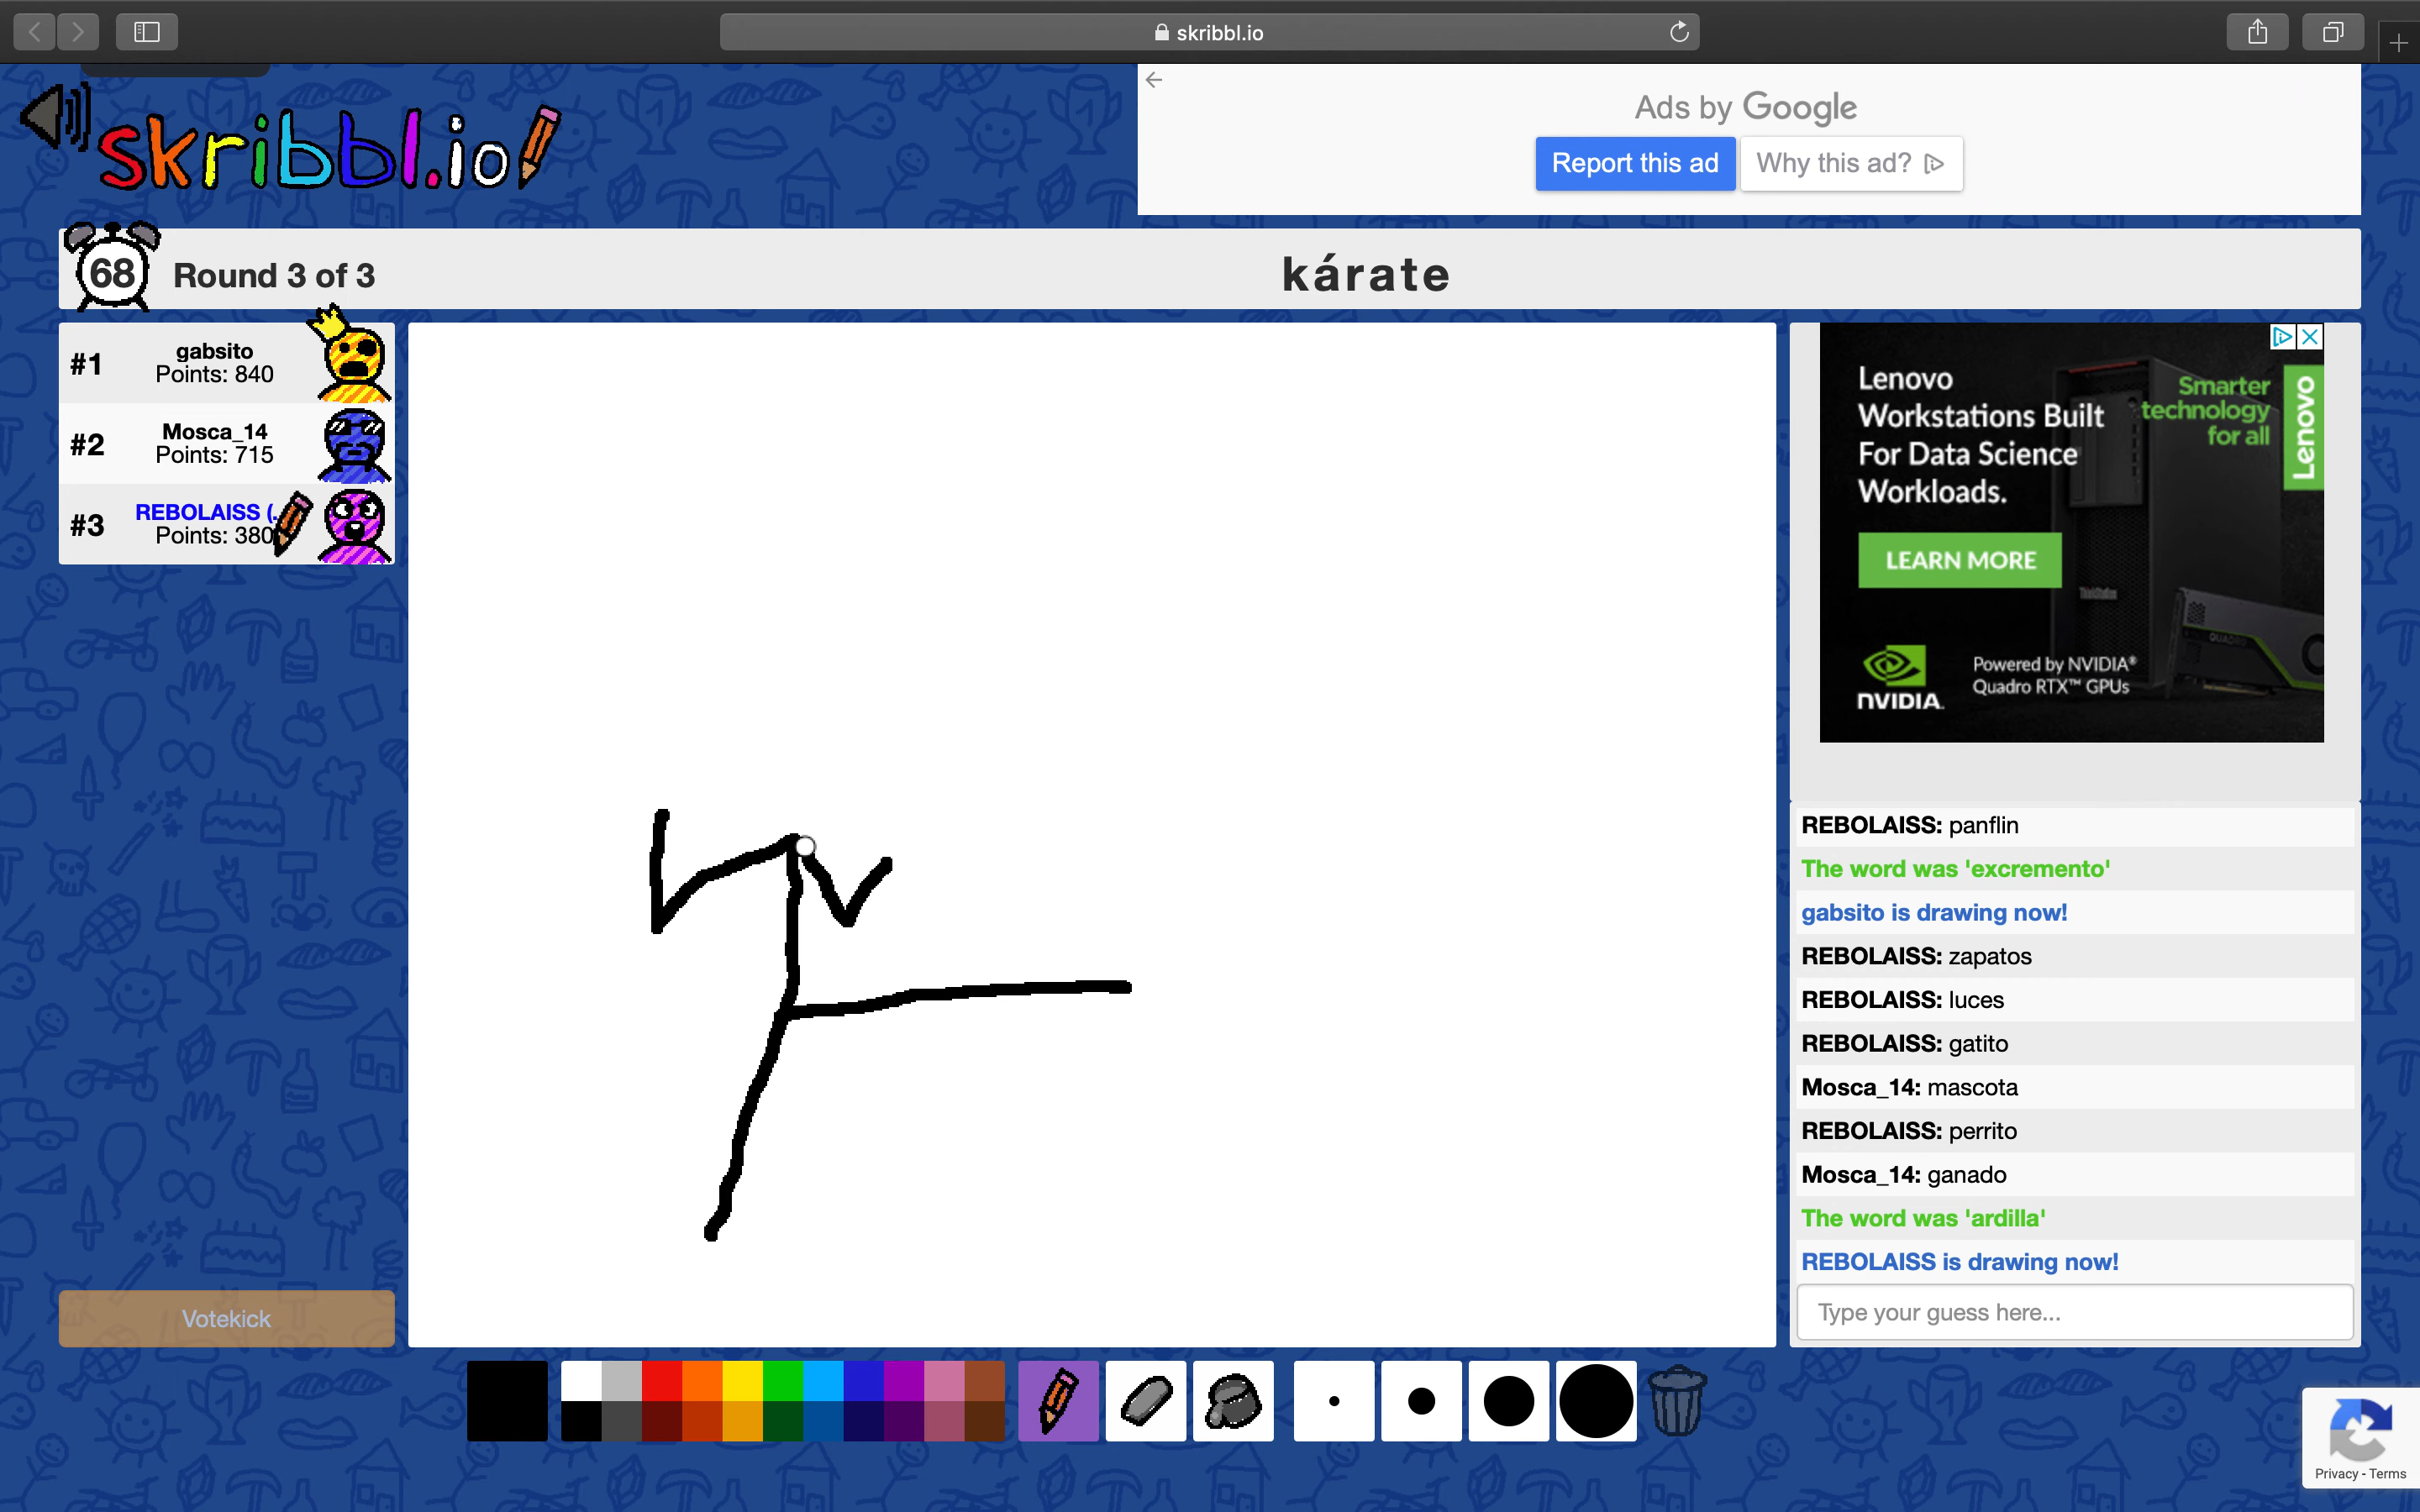 skribbl.io
skribbl.io
Ads by Google
Report this ad
Why this ad?
68
Round 3 of 3
kárate
#1
gabsito
Points: 840
#2
Mosca_14
Points: 715
#3
REBOLAISS (.
Points: 380
Votekick
Lenovo
Workstations Built
For Data Science
Workloads.
Smarter
technology
for all
Lenovo
LEARN MORE
NVIDIA.
Powered by NVIDIA®
Quadro RTX™ GPUs
REBOLAISS: panflin
The word was 'excremento'
gabsito is drawing now!
REBOLAISS: zapatos
REBOLAISS: luces
REBOLAISS: gatito
Mosca_14: mascota
REBOLAISS: perrito
Mosca_14: ganado
The word was 'ardilla'
REBOLAISS is drawing now!
Type your guess here...
Privacy - Terms